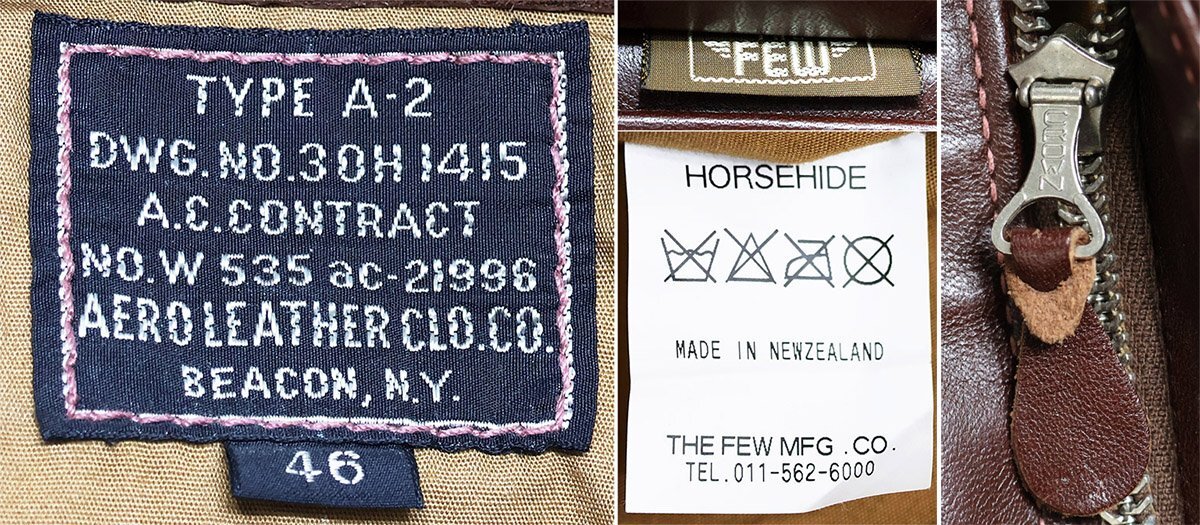 TYPE A-2
DWG. NO. 30H 1415
A.C. CONTRACT
NO. W 535 ac-21996
AERO LEATHER CLO. CO.
BEACON, N.Y.
46
FEW
HORSEHIDE
MADE IN NEWZEALAND
THE FEW MFG .CO.
TEL. 011-562-6000